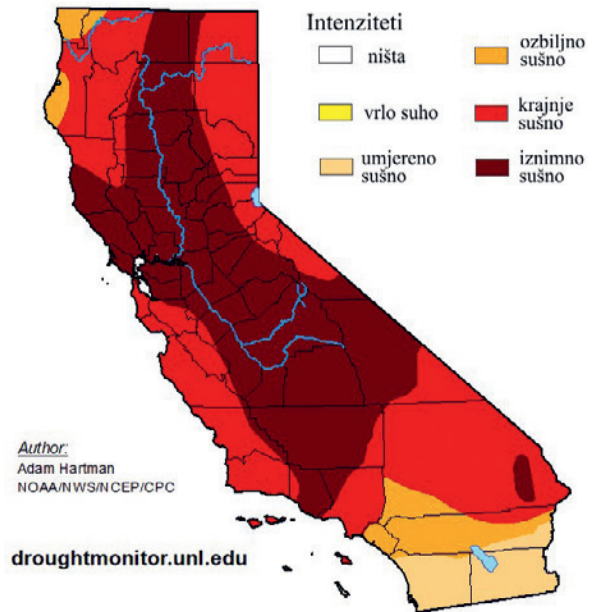 Intenziteti
ništa
ozbiljno
sušno
vrlo suho
krajnje
sušno
umjereno
sušno
iznimno
sušno
Author:
Adam Hartman
NOAA/NWS/NCEP/CPC
droughtmonitor.unl.edu